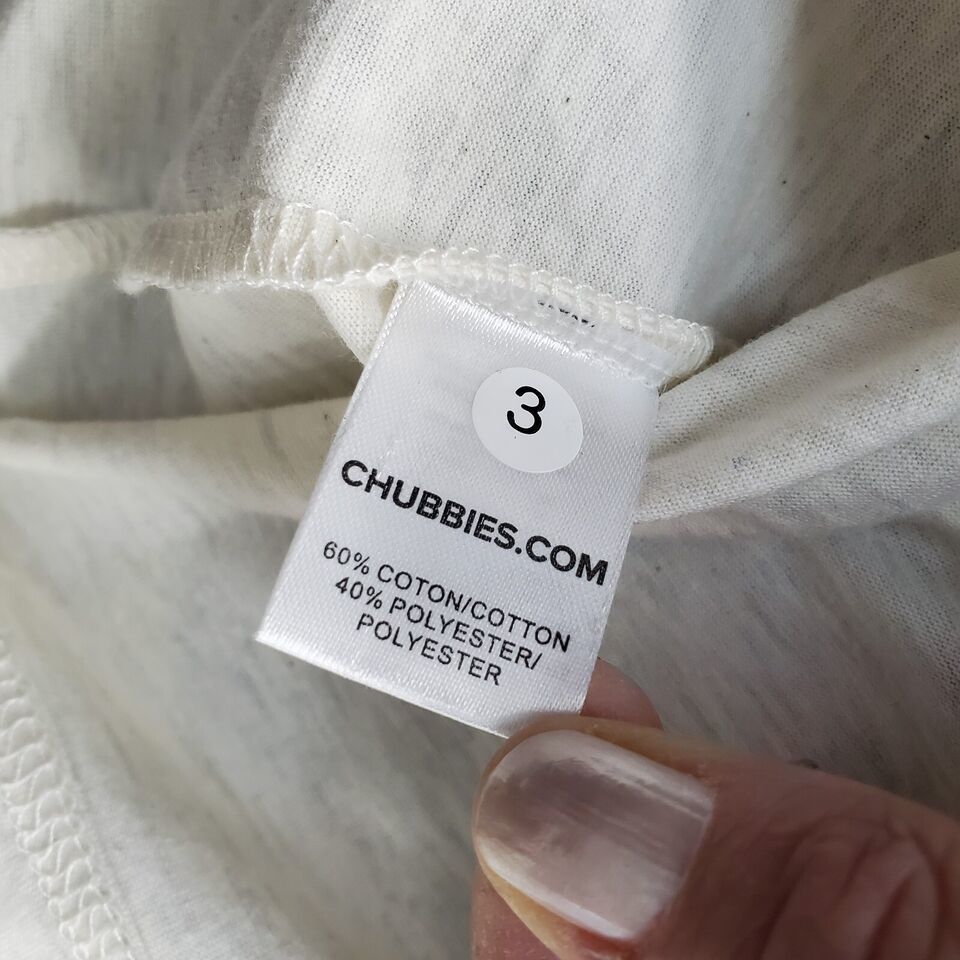 3
CHUBBIES.COM
60% COTON/COTTON
40% POLYESTER/
POLYESTER